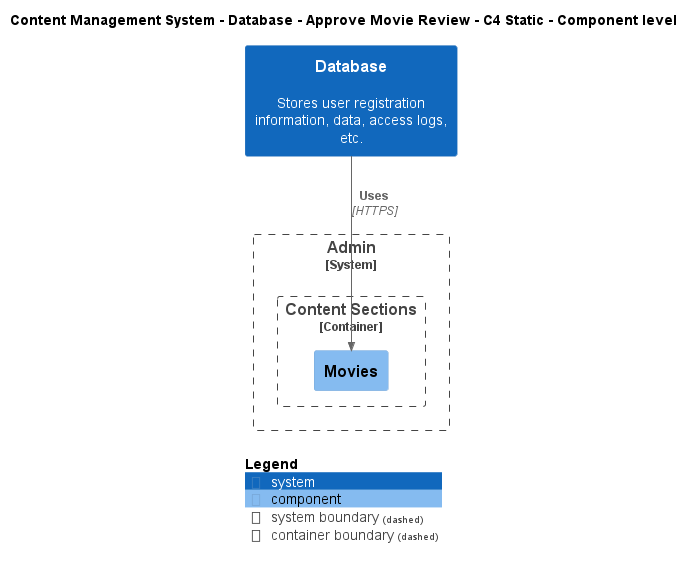 Content Management System - Database - Approve Movie Review - C4 Static - Component level
Database
Stores user registration
information, data, access logs,
etc.
Uses
[HTTPS]
Admin
[System]
Content Sections
[Container]
Movies
Legend
system
component
system boundary (dashed)
container boundary (dashed)